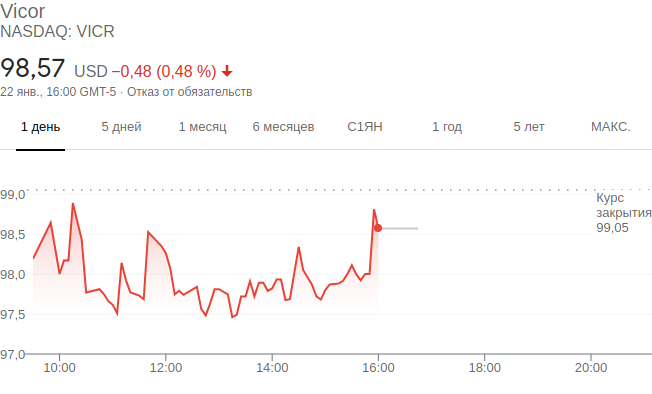 Vicor
NASDAQ: VICR
98,57 USD −0,48 (0,48 %)
22 янв., 16:00 GMT-5 · Отказ от обязательств
1 день 5 дней 1 месяц 6 месяцев С1ЯН 1 год 5 лет МАКС.
99,0
Курс
закрытия
99,05
98,5
98,0
97,5
97,0
10:00 12:00 14:00 16:00 18:00 20:00